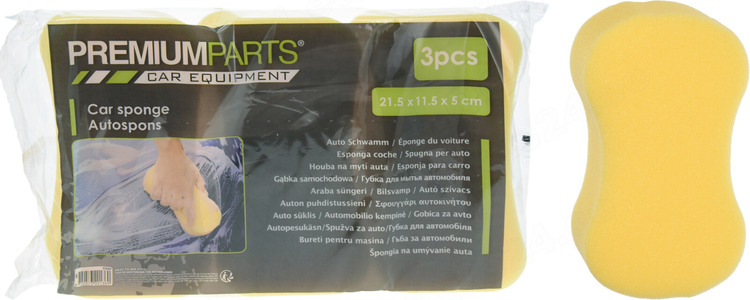 PREMIUMPARTS®
CAR EQUIPMENT
3pcs
21.5 x 11.5 x 5 cm
Car sponge
Autospons
Auto Schwamm / Éponge du voiture
Esponga coche / Spugna per auto
Houba na mytí auta / Esponja para carro
Gąbka samochodowa / Губка для мытья автомобиля
Araba süngeri / Bilsvamp / Autó szivacs
Auton puhdistussieni / Σφουγγάρι αυτοκινήτου
Auto sūklis / Automobilio kempinė / Gobica za avto
Autopesukäsn / Spužva za auto / Губка для автомобіля
Bureti pentru masina / Гъба за автомобили
Špongia na umývanie auta